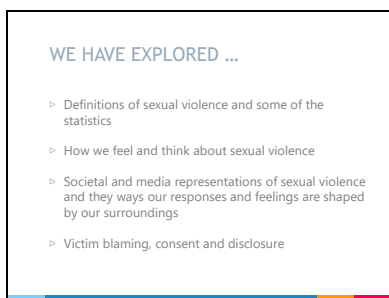 WE HAVE EXPLORED ...
▹ Definitions of sexual violence and some of the
statistics
▹ How we feel and think about sexual violence
▹ Societal and media representations of sexual violence
and they ways our responses and feelings are shaped
by our surroundings
▹ Victim blaming, consent and disclosure